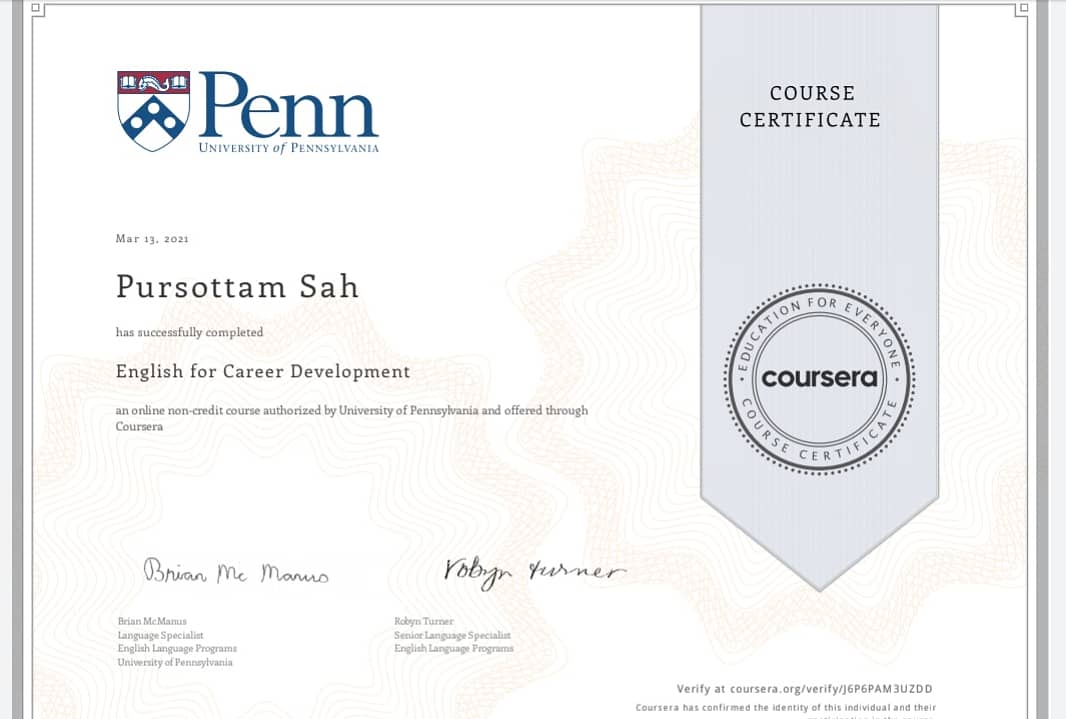 Penn
UNIVERSITY of PENNSYLVANIA
COURSE
CERTIFICATE
Mar 13, 2021
Pursottam Sah
has successfully completed
English for Career Development
an online non-credit course authorized by University of Pennsylvania and offered through
Coursera
EDUCATION FOR EVERYONE
coursera
COURSE CERTIFICATE
Brian Mc Manus
Robyn Turner
Brian McManus
Language Specialist
English Language Programs
University of Pennsylvania
Robyn Turner
Senior Language Specialist
English Language Programs
Verify at coursera.org/verify/J6P6PAM3UZDD
Coursera has confirmed the identity of this individual and their